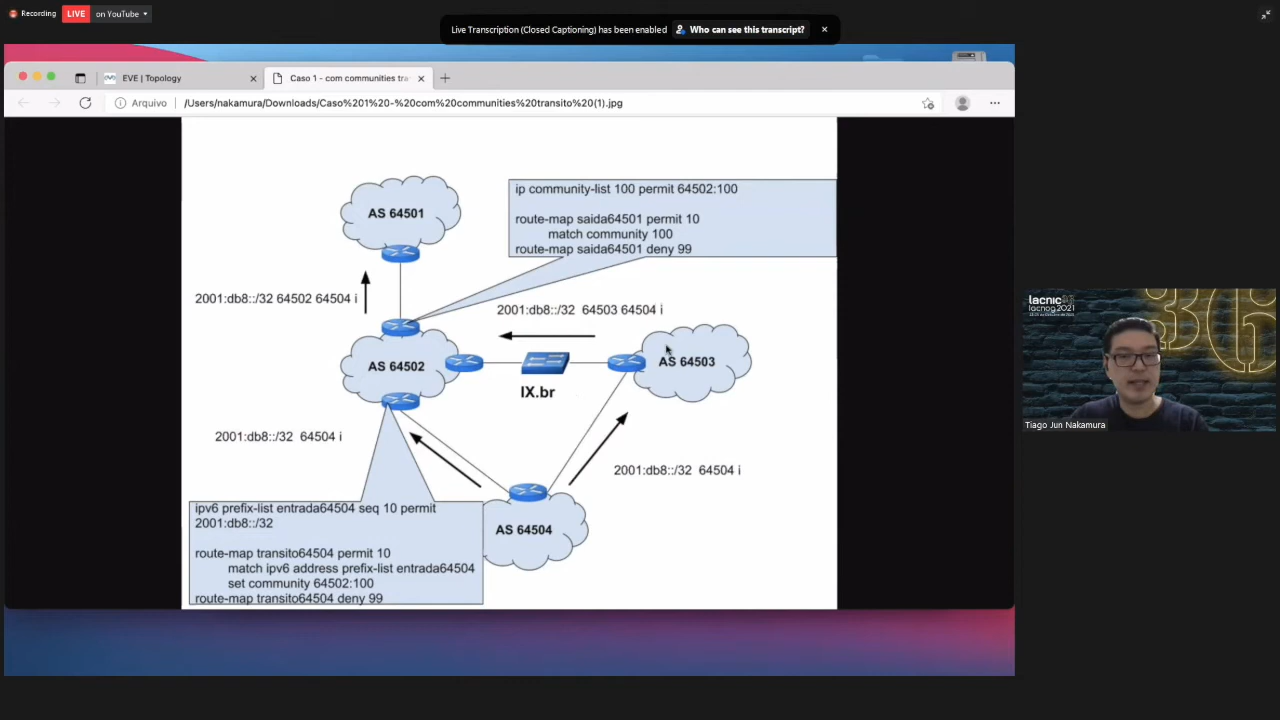 Recording
LIVE
on YouTube
Live Transcription (Closed Captioning) has been enabled
Who can see this transcript?
EVE | Topology
Caso 1 - com communities tra
Arquivo
/Users/nakamura/Downloads/Caso%201%20-%20com%20communities%20transito%20(1).jpg
ip community-list 100 permit 64502:100
route-map saida64501 permit 10
match community 100
route-map saida64501 deny 99
AS 64501
2001:db8::/32 64502 64504 i
2001:db8::/32 64503 64504 i
AS 64502
IX.br
AS 64503
2001:db8::/32 64504 i
2001:db8::/32 64504 i
ipv6 prefix-list entrada64504 seq 10 permit
2001:db8::/32
route-map transito64504 permit 10
match ipv6 address prefix-list entrada64504
set community 64502:100
route-map transito64504 deny 99
AS 64504
lacnic36
lacnog2021
36
Tiago Jun Nakamura